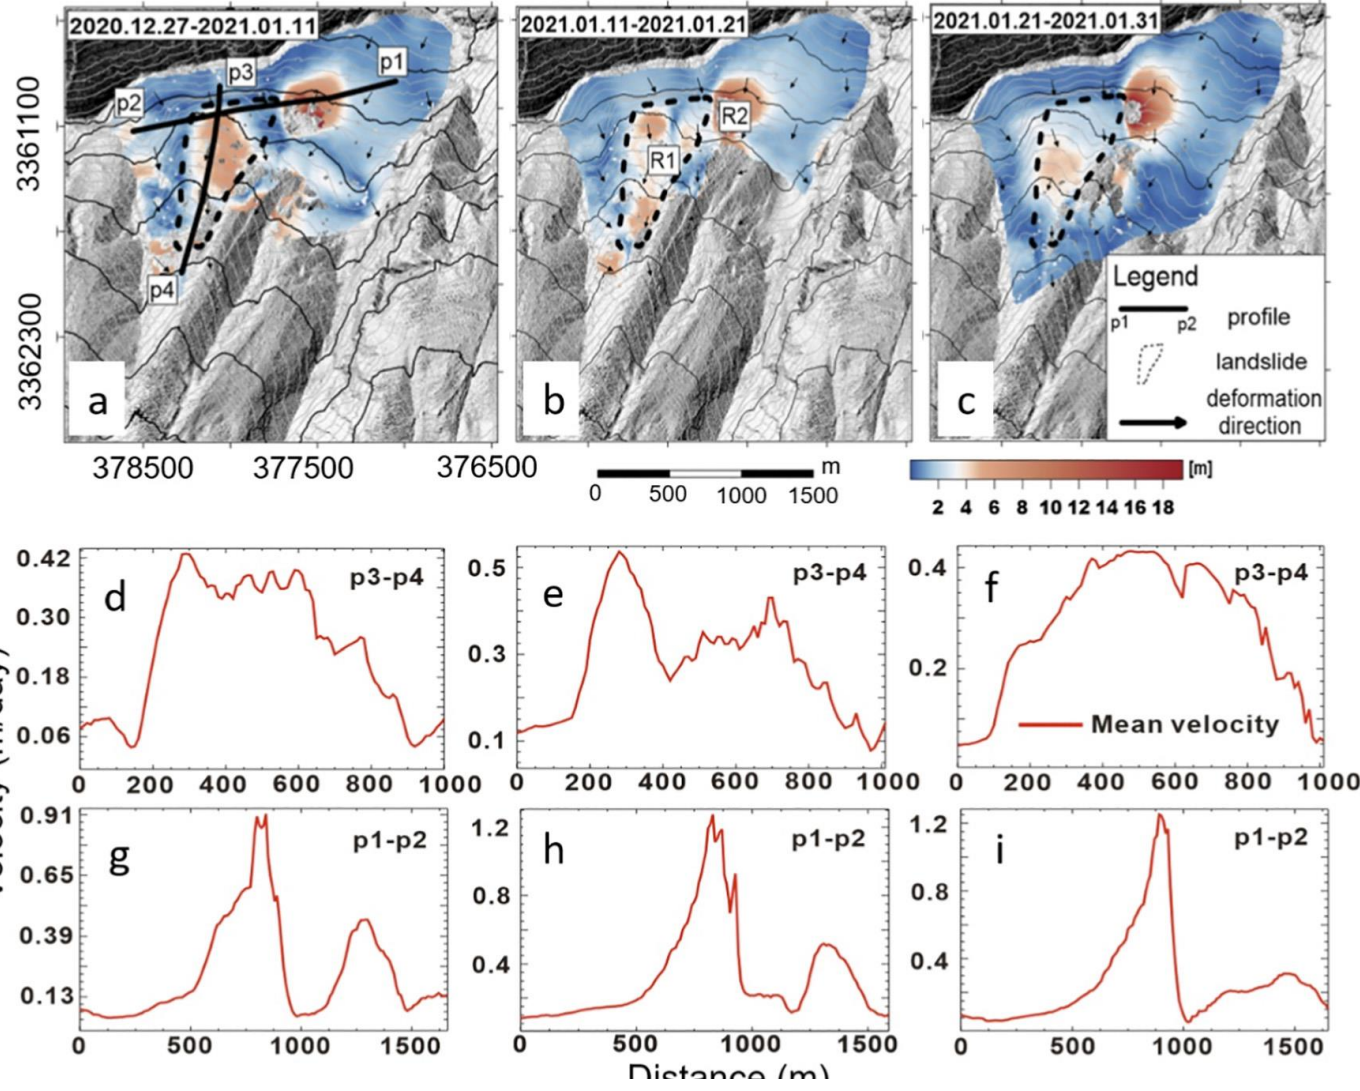 2020.12.27-2021.01.11
2021.01.11-2021.01.21
2021.01.21-2021.01.31
p3
p1
p2
p4
a
R2
R1
b
c
Legend
p1 p2 profile
landslide
deformation
direction
3361100
3362300
378500 377500 376500
m
0 500 1000 1500
[m]
2 4 6 8 10 12 14 16 18
d
p3-p4
0.42
0.30
0.18
0.06
0 200 400 600 800 1000
e
p3-p4
0.5
0.3
0.1
0 200 400 600 800 1000
f
p3-p4
0.4
0.2
Mean velocity
0 200 400 600 800 1000
g
p1-p2
0.91
0.65
0.39
0.13
0 500 1000 1500
h
p1-p2
1.2
0.8
0.4
0 500 1000 1500
i
p1-p2
1.2
0.8
0.4
0 500 1000 1500
Distance (m)